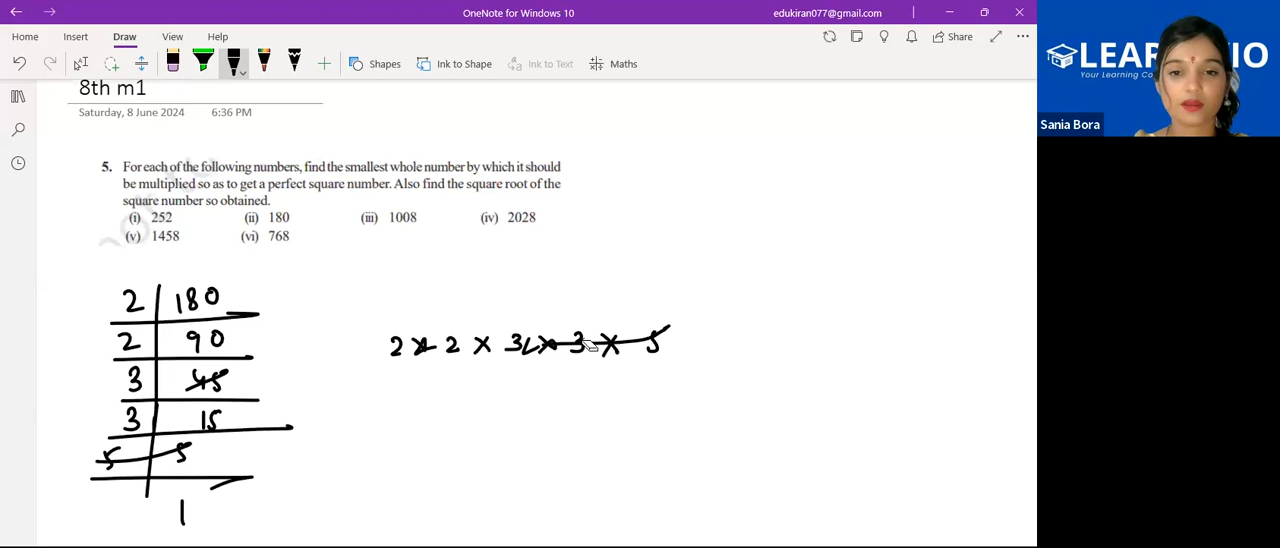 OneNote for Windows 10
edukiran077@gmail.com
Home Insert Draw View Help
Share
Shapes Ink to Shape Ink to Text Maths
8th m1
Saturday, 8 June 2024 6:36 PM
5. For each of the following numbers, find the smallest whole number by which it should
be multiplied so as to get a perfect square number. Also find the square root of the
square number so obtained.
(i) 252 (ii) 180 (iii) 1008 (iv) 2028
(v) 1458 (vi) 768
2 180
2 90
3 45
3 15
5 5
1
2 × 2 × 3 × 3 × 5
Your Learning
Sania Bora